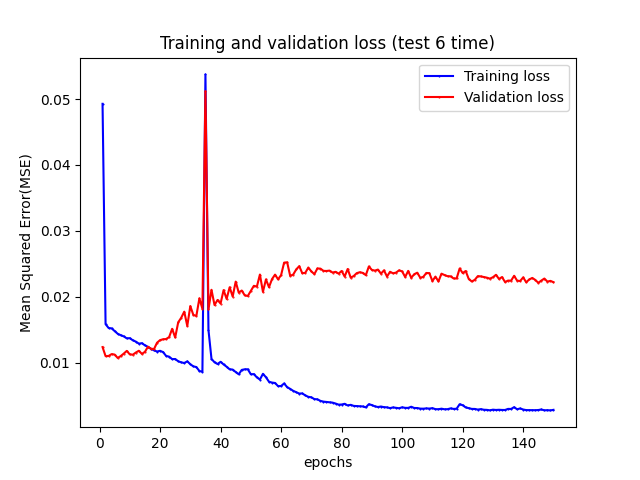 Training and validation loss (test 6 time)
Training loss
Validation loss
0.05
0.04
0.03
0.02
0.01
Mean Squared Error(MSE)
0 20 40 60 80 100 120 140
epochs